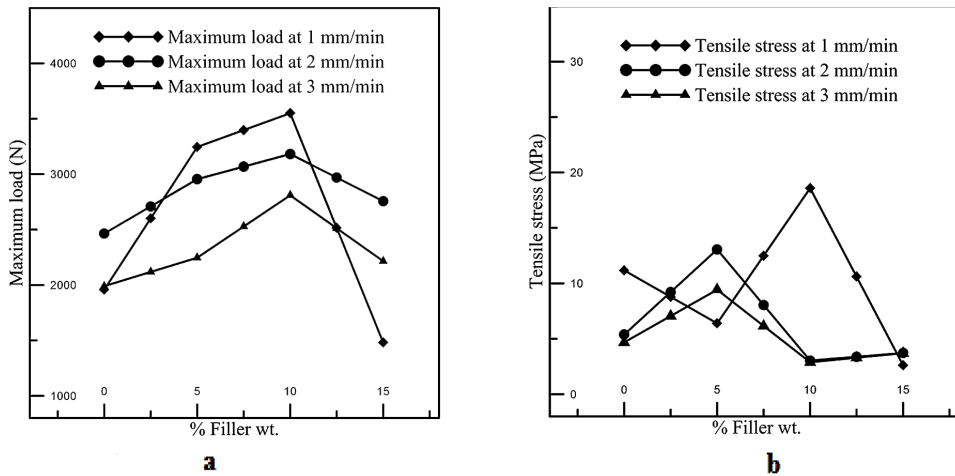 Maximum load at 1 mm/min
Maximum load at 2 mm/min
Maximum load at 3 mm/min
4000
3000
2000
1000
Maximum load (N)
0 5 10 15
% Filler wt.
a
Tensile stress at 1 mm/min
Tensile stress at 2 mm/min
Tensile stress at 3 mm/min
30
20
10
0
Tensile stress (MPa)
0 5 10 15
% Filler wt.
b